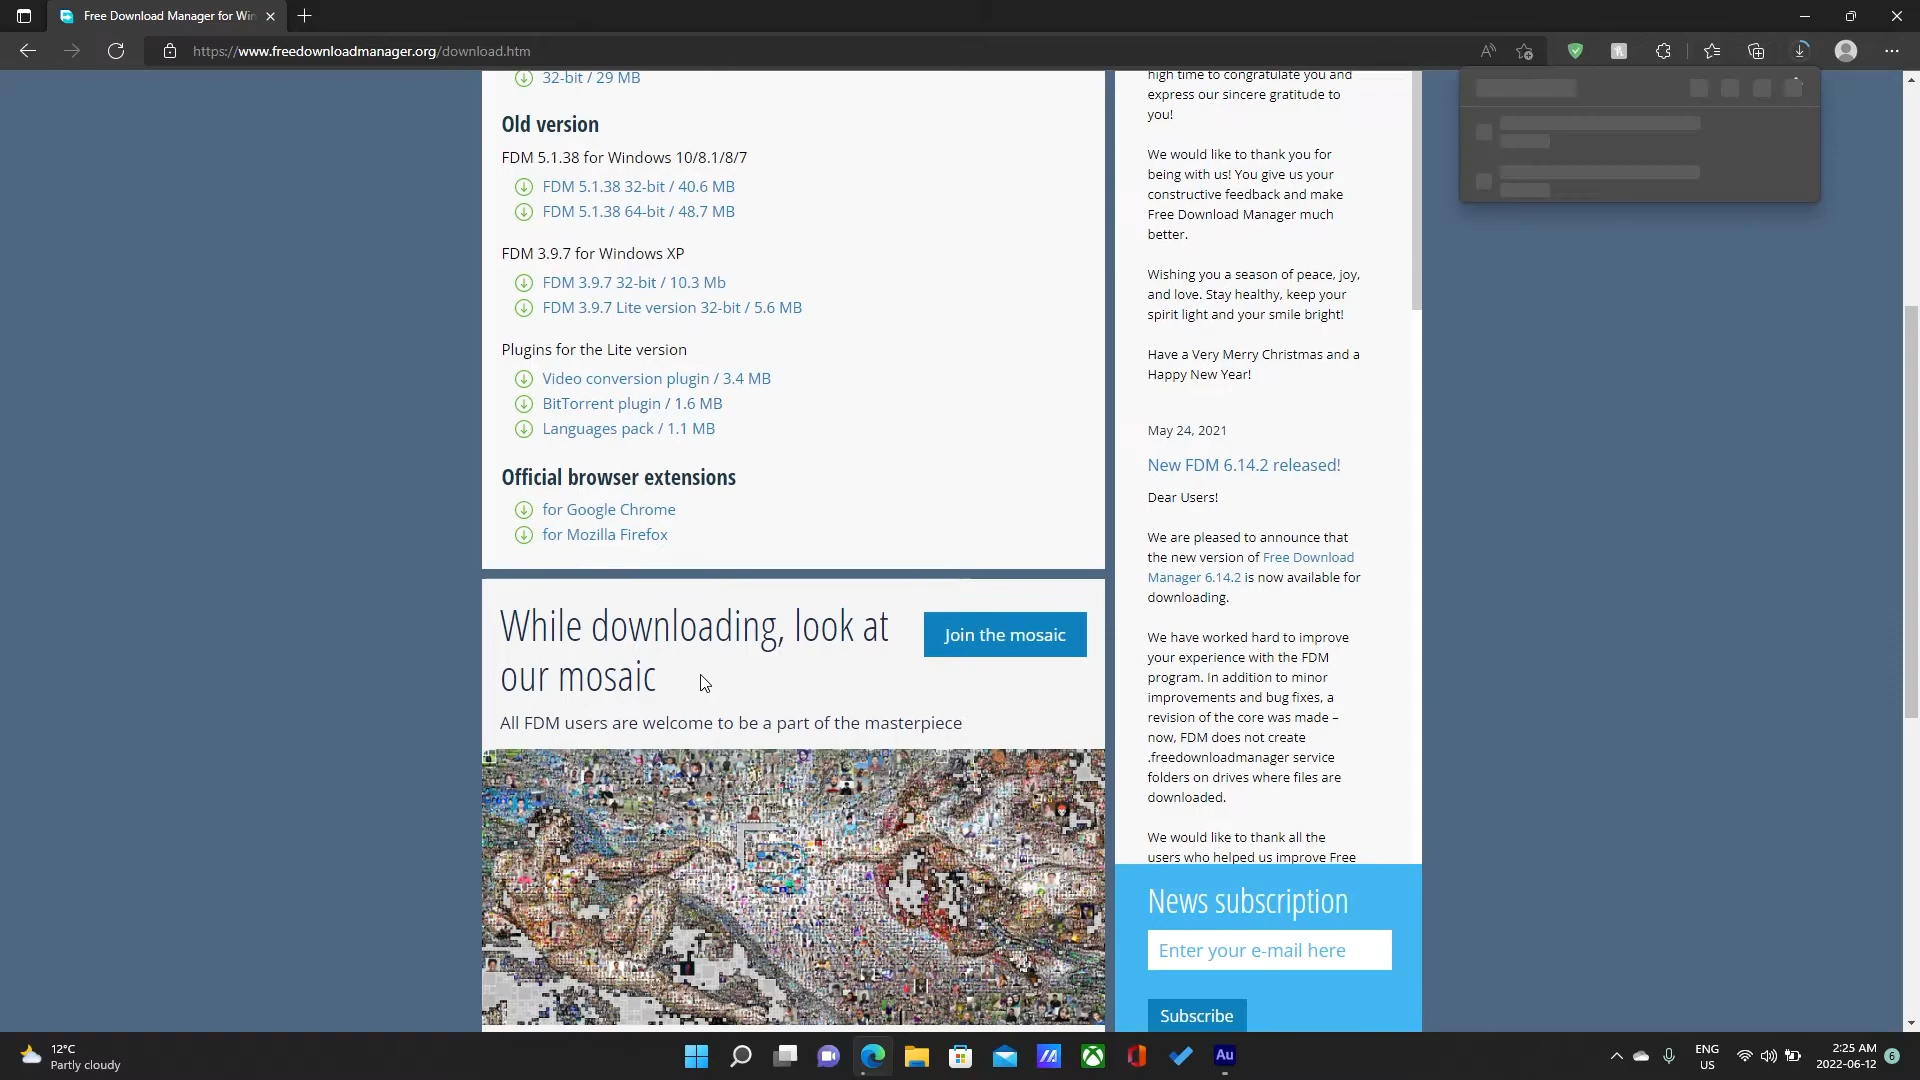 Free Download Manager for Win
https://www.freedownloadmanager.org/download.htm
32-bit / 29 MB
Old version
FDM 5.1.38 for Windows 10/8.1/8/7
FDM 5.1.38 32-bit / 40.6 MB
FDM 5.1.38 64-bit / 48.7 MB
FDM 3.9.7 for Windows XP
FDM 3.9.7 32-bit / 10.3 Mb
FDM 3.9.7 Lite version 32-bit / 5.6 MB
Plugins for the Lite version
Video conversion plugin / 3.4 MB
BitTorrent plugin / 1.6 MB
Languages pack / 1.1 MB
Official browser extensions
for Google Chrome
for Mozilla Firefox
While downloading, look at
our mosaic
Join the mosaic
All FDM users are welcome to be a part of the masterpiece
high time to congratulate you and
express our sincere gratitude to
you!
We would like to thank you for
being with us! You give us your
constructive feedback and make
Free Download Manager much
better.
Wishing you a season of peace, joy,
and love. Stay healthy, keep your
spirit light and your smile bright!
Have a Very Merry Christmas and a
Happy New Year!
May 24, 2021
New FDM 6.14.2 released!
Dear Users!
We are pleased to announce that
the new version of Free Download
Manager 6.14.2 is now available for
downloading.
We have worked hard to improve
your experience with the FDM
program. In addition to minor
improvements and bug fixes, a
revision of the core was made –
now, FDM does not create
.freedownloadmanager service
folders on drives where files are
downloaded.
We would like to thank all the
users who helped us improve Free
News subscription
Enter your e-mail here
Subscribe
12°C
Partly cloudy
Au
ENG
US
2:25 AM
2022-06-12
6